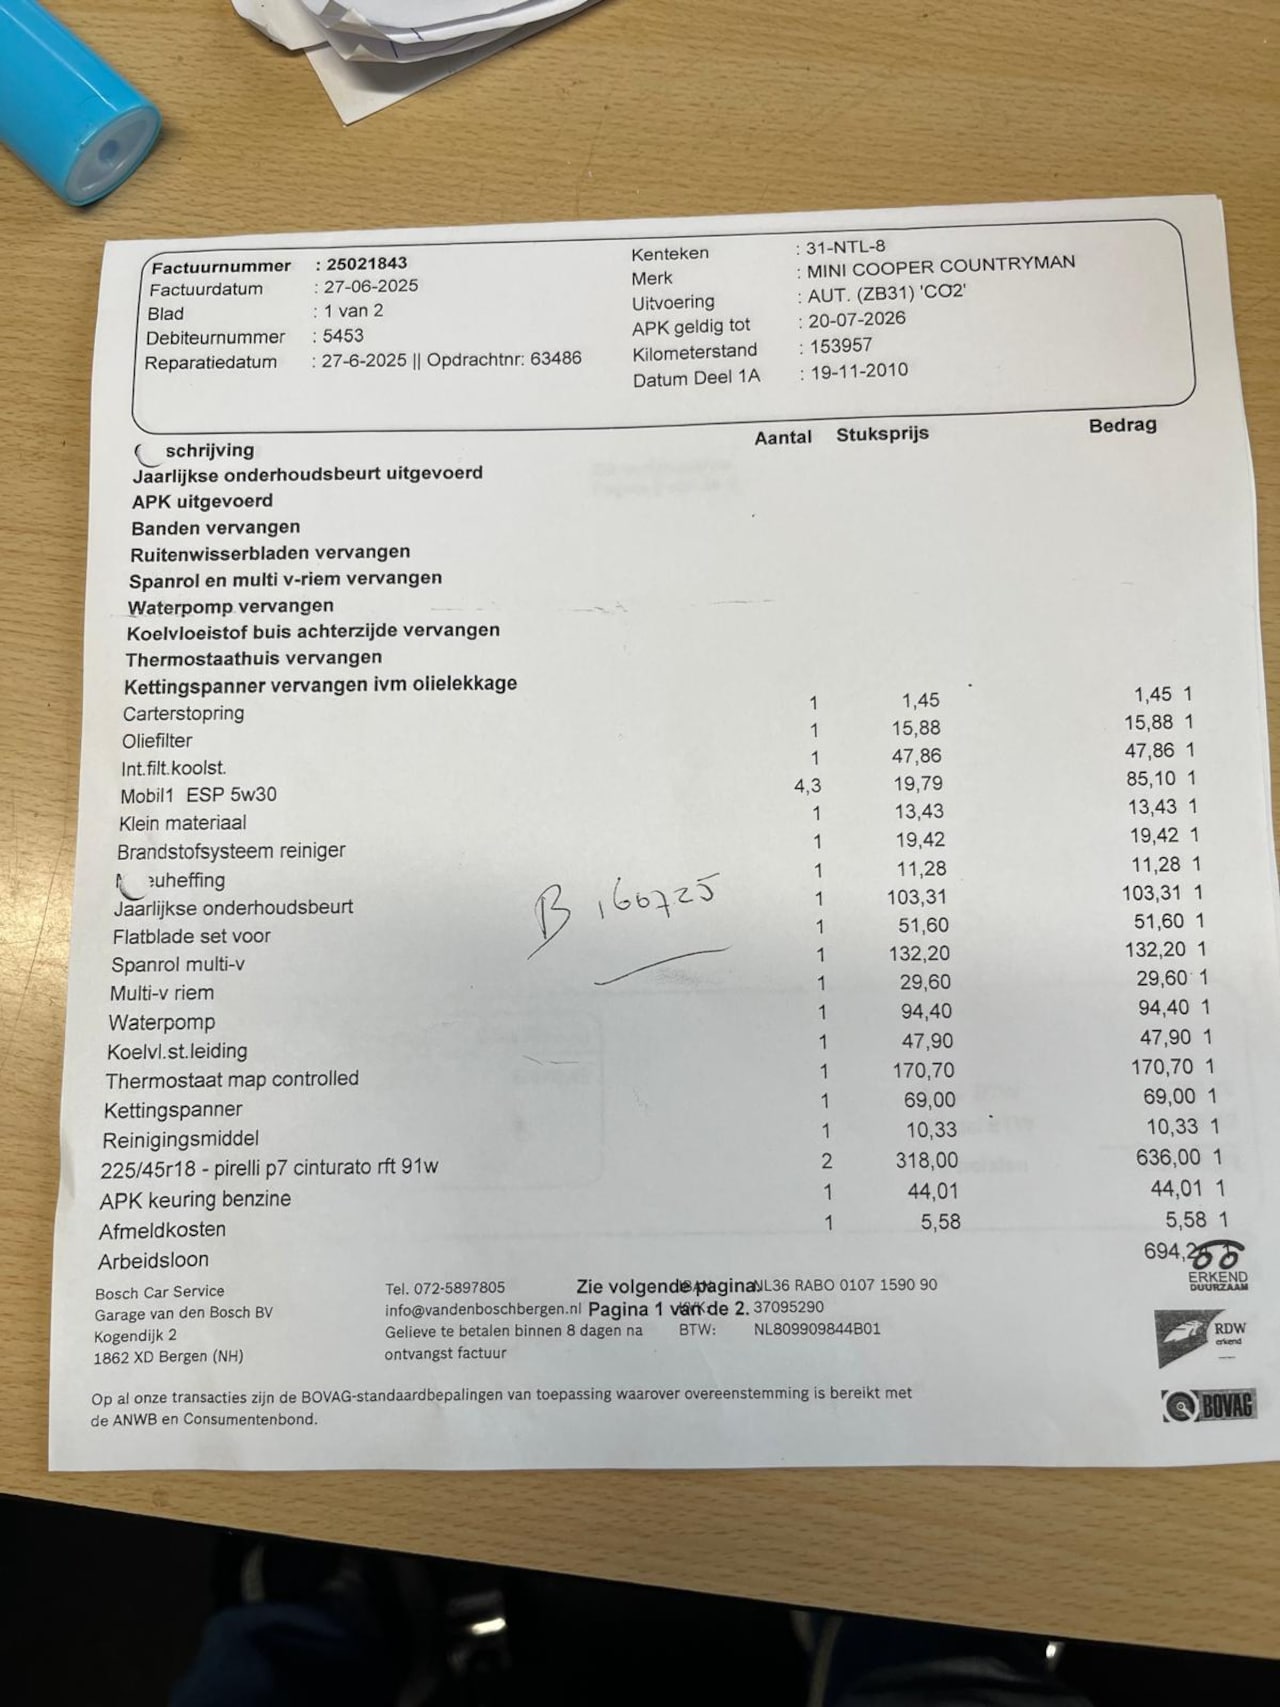 Factuurnummer : 25021843
Factuurdatum : 27-06-2025
Blad : 1 van 2
Debiteurnummer : 5453
Reparatiedatum : 27-6-2025 || Opdrachtnr: 63486
Kenteken : 31-NTL-8
Merk : MINI COOPER COUNTRYMAN
Uitvoering : AUT. (ZB31) 'CO2'
APK geldig tot : 20-07-2026
Kilometerstand : 153957
Datum Deel 1A : 19-11-2010
schrijving Aantal Stuksprijs Bedrag
Jaarlijkse onderhoudsbeurt uitgevoerd
APK uitgevoerd
Banden vervangen
Ruitenwisserbladen vervangen
Spanrol en multi v-riem vervangen
Waterpomp vervangen
Koelvloeistof buis achterzijde vervangen
Thermostaathuis vervangen
Kettingspanner vervangen ivm olielekkage
Carterstopring 1 1,45 1,45 1
Oliefilter 1 15,88 15,88 1
Int.filt.koolst. 1 47,86 47,86 1
Mobil1 ESP 5w30 4,3 19,79 85,10 1
Klein materiaal 1 13,43 13,43 1
Brandstofsysteem reiniger 1 19,42 19,42 1
euheffing 1 11,28 11,28 1
Jaarlijkse onderhoudsbeurt 1 103,31 103,31 1
Flatblade set voor 1 51,60 51,60 1
Spanrol multi-v 1 132,20 132,20 1
Multi-v riem 1 29,60 29,60 1
Waterpomp 1 94,40 94,40 1
Koelvl.st.leiding 1 47,90 47,90 1
Thermostaat map controlled 1 170,70 170,70 1
Kettingspanner 1 69,00 69,00 1
Reinigingsmiddel 1 10,33 10,33 1
225/45r18 - pirelli p7 cinturato rft 91w 2 318,00 636,00 1
APK keuring benzine 1 44,01 44,01 1
Afmeldkosten 1 5,58 5,58 1
Arbeidsloon
B 160725
Bosch Car Service
Garage van den Bosch BV
Kogendijk 2
1862 XD Bergen (NH)
Tel. 072-5897805
info@vandenboschbergen.nl
Gelieve te betalen binnen 8 dagen na
ontvangst factuur
Zie volgende pagina.
Pagina 1 van de 2.
NL36 RABO 0107 1590 90
37095290
BTW: NL809909844B01
ERKEND
DUURZAAM
RDW
erkend
BOVAG
Op al onze transacties zijn de BOVAG-standaardbepalingen van toepassing waarover overeenstemming is bereikt met
de ANWB en Consumentenbond.